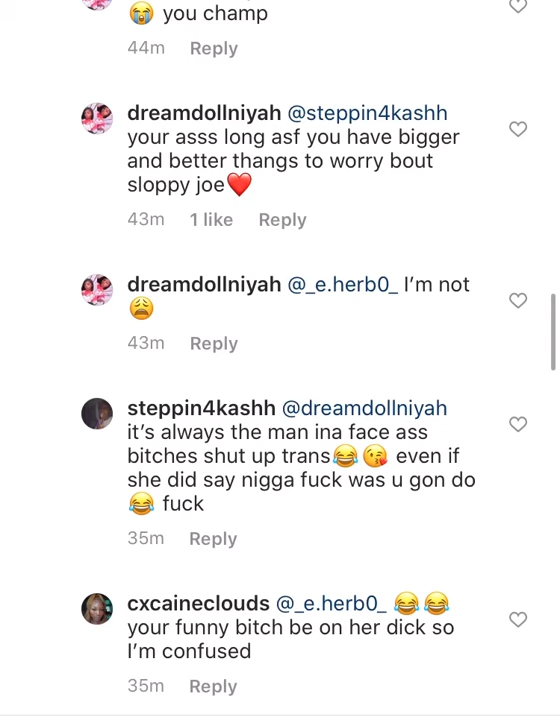 😭 you champ
44m Reply
dreamdollniyah @steppin4kashh
your asss long asf you have bigger
and better thangs to worry bout
sloppy joe❤️
43m 1 like Reply
dreamdollniyah @_e.herb0_ I’m not
😩
43m Reply
steppin4kashh @dreamdollniyah
it’s always the man ina face ass
bitches shut up trans😂😘 even if
she did say nigga fuck was u gon do
😂 fuck
35m Reply
cxcaineclouds @_e.herb0_ 😂😂
your funny bitch be on her dick so
I’m confused
35m Reply